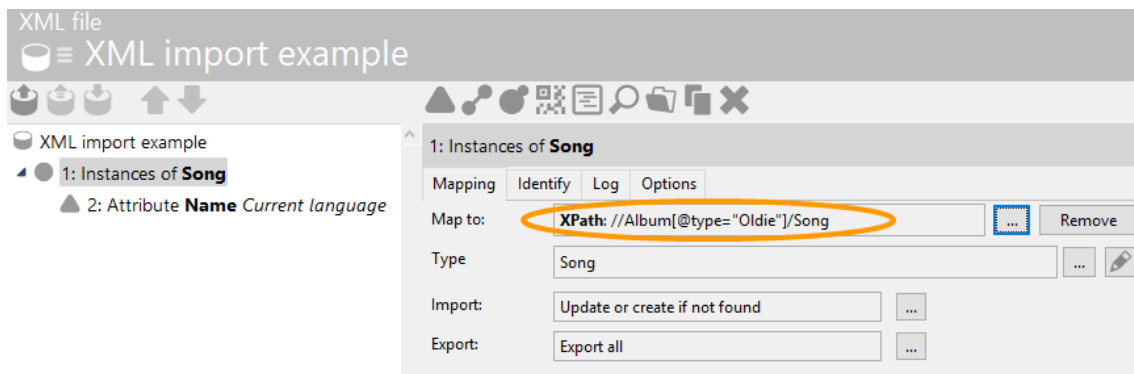 XML file
XML import example
XML import example
1: Instances of Song
2: Attribute Name Current language
1: Instances of Song
Mapping Identify Log Options
Map to: XPath: //Album[@type="Oldie"]/Song ... Remove
Type Song ...
Import: Update or create if not found ...
Export: Export all ...